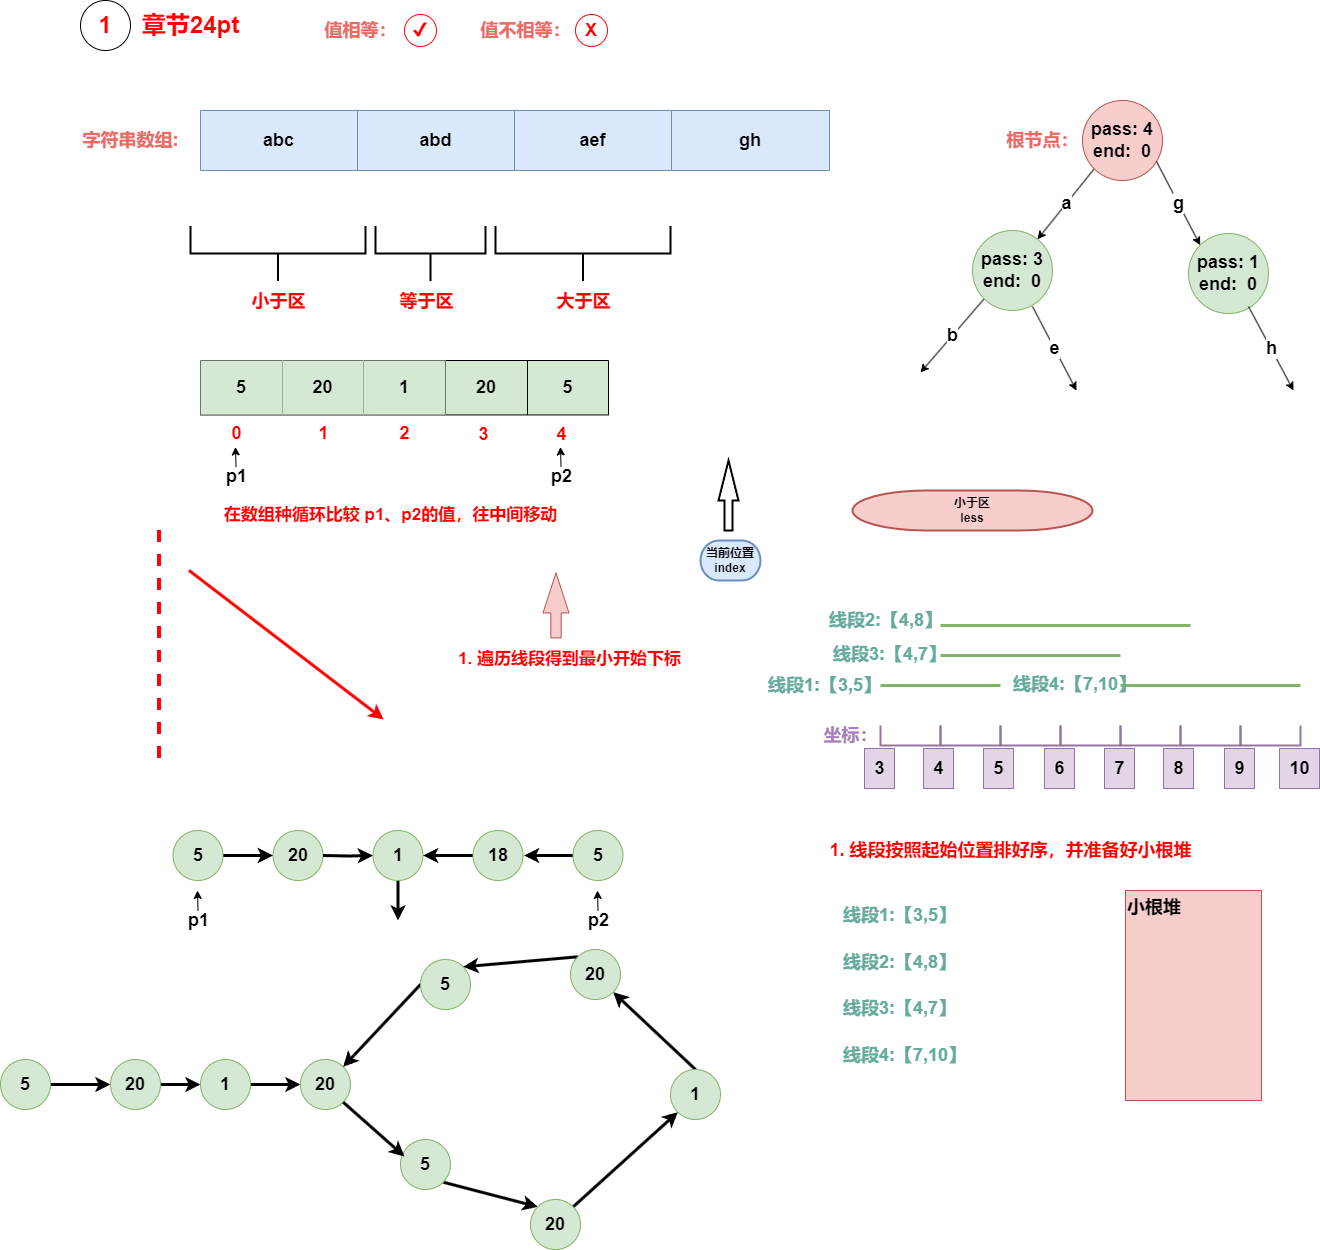 1 章节24pt
值相等： ✓ 值不相等： X
字符串数组: abc abd aef gh
小于区 等于区 大于区
5 20 1 20 5
0 1 2 3 4
p1 p2
在数组种循环比较 p1、p2的值，往中间移动
根节点：
pass: 4
end: 0
a g
pass: 3
end: 0
pass: 1
end: 0
b e h
当前位置
index
小于区
less
1. 遍历线段得到最小开始下标
线段2:【4,8】
线段3:【4,7】
线段1:【3,5】 线段4:【7,10】
坐标：
3 4 5 6 7 8 9 10
5 20 1 18 5
p1 p2
1. 线段按照起始位置排好序，并准备好小根堆
线段1:【3,5】
线段2:【4,8】
线段3:【4,7】
线段4:【7,10】
小根堆
5 20
5 20 1 20 1
5
20